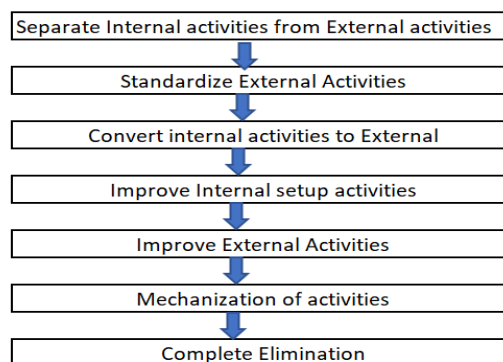 Separate Internal activities from External activities
Standardize External Activities
Convert internal activities to External
Improve Internal setup activities
Improve External Activities
Mechanization of activities
Complete Elimination